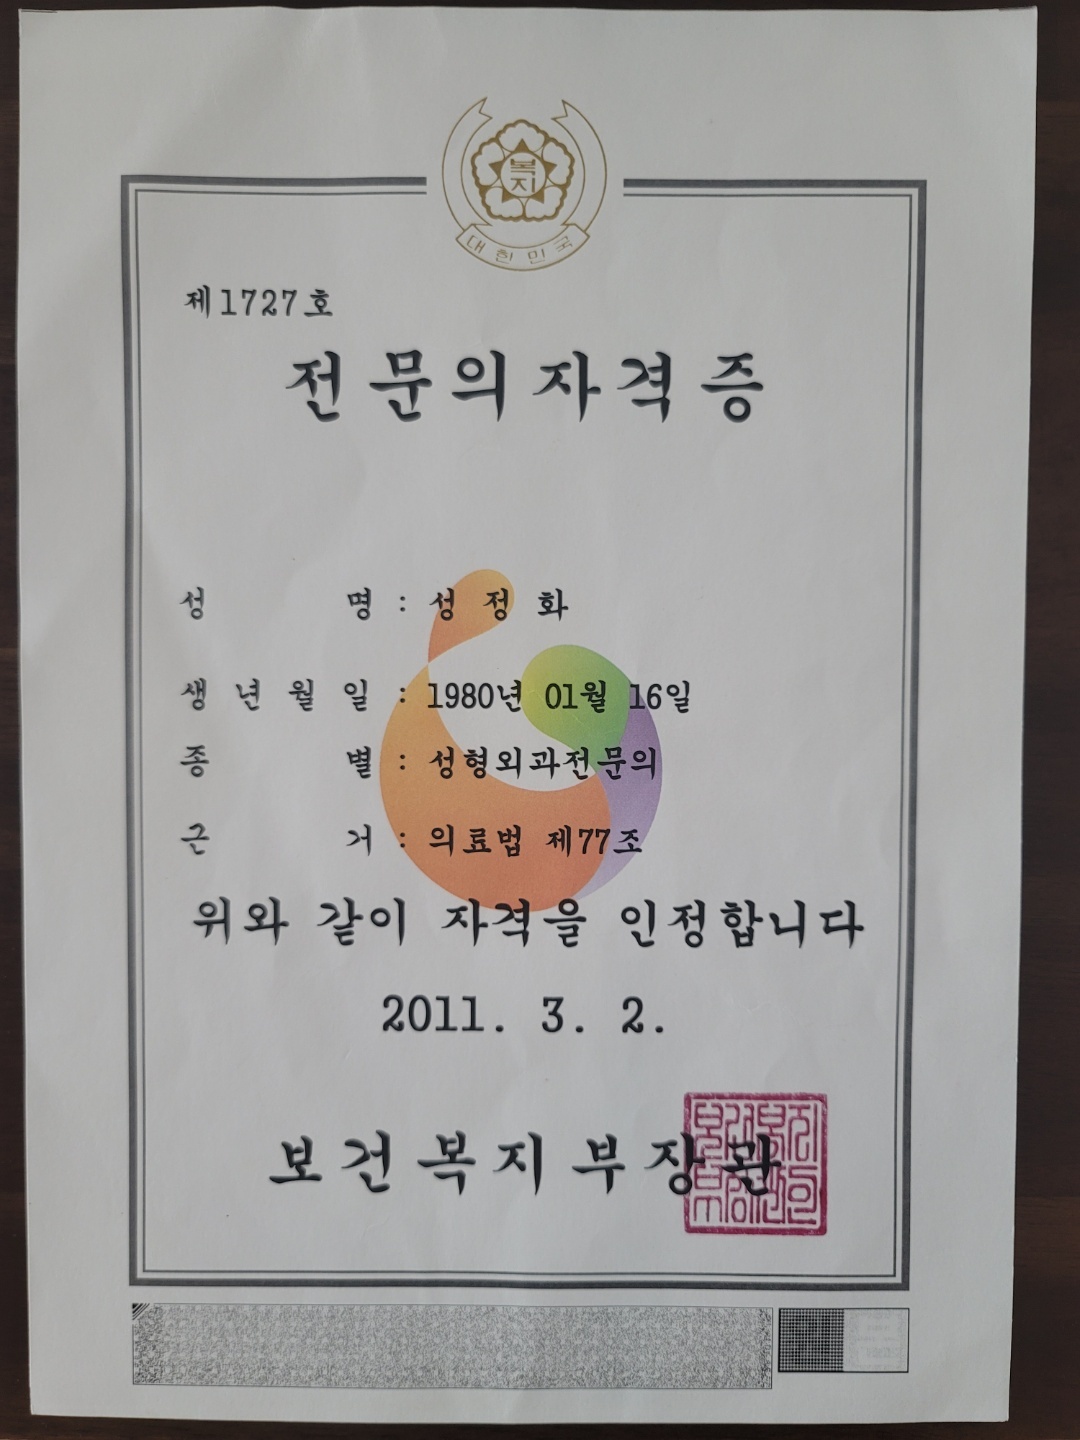 복지
대한민국
제1727호
전문의자격증
성 명 : 성 정 화
생 년 월 일 : 1980년 01월 16일
종 별 : 성형외과전문의
근 거 : 의료법 제77조
위와 같이 자격을 인정합니다
2011. 3. 2.
보건복지부장관